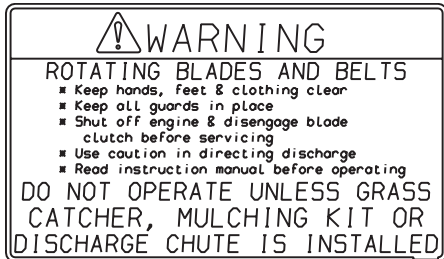 WARNING
ROTATING BLADES AND BELTS
Keep hands, feet & clothing clear
Keep all guards in place
Shut off engine & disengage blade
clutch before servicing
Use caution in directing discharge
Read instruction manual before operating
DO NOT OPERATE UNLESS GRASS
CATCHER, MULCHING KIT OR
DISCHARGE CHUTE IS INSTALLED